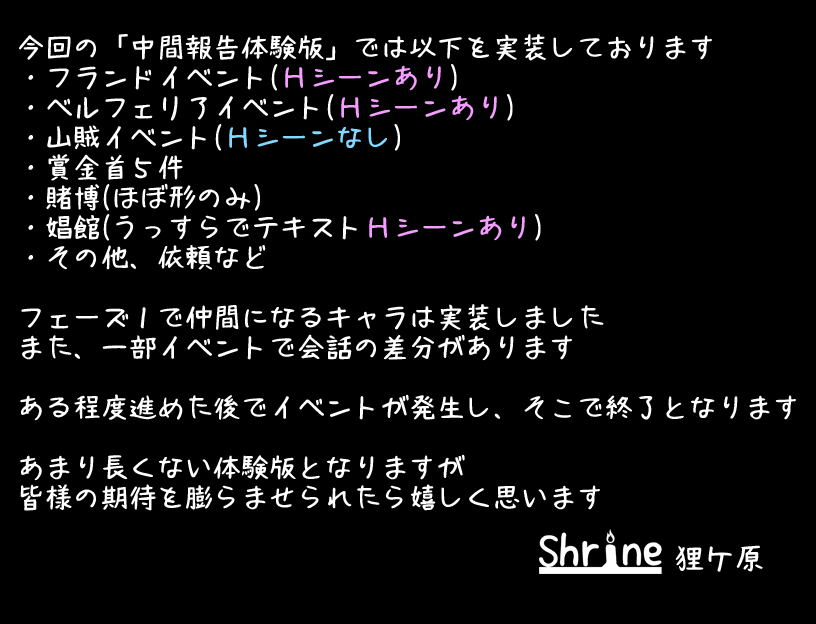 今回の「中間報告体験版」では以下を実装しております
・フランドイベント(Ｈシーンあり)
・ベルフェリアイベント(Ｈシーンあり)
・山賊イベント(Ｈシーンなし)
・賞金首５件
・賭博(ほぼ形のみ)
・娼館(うっすらでテキストＨシーンあり)
・その他、依頼など
フェーズ１で仲間になるキャラは実装しました
また、一部イベントで会話の差分があります
ある程度進めた後でイベントが発生し、そこで終了となります
あまり長くない体験版となりますが
皆様の期待を膨らませられたら嬉しく思います
Shrine 狸ケ原